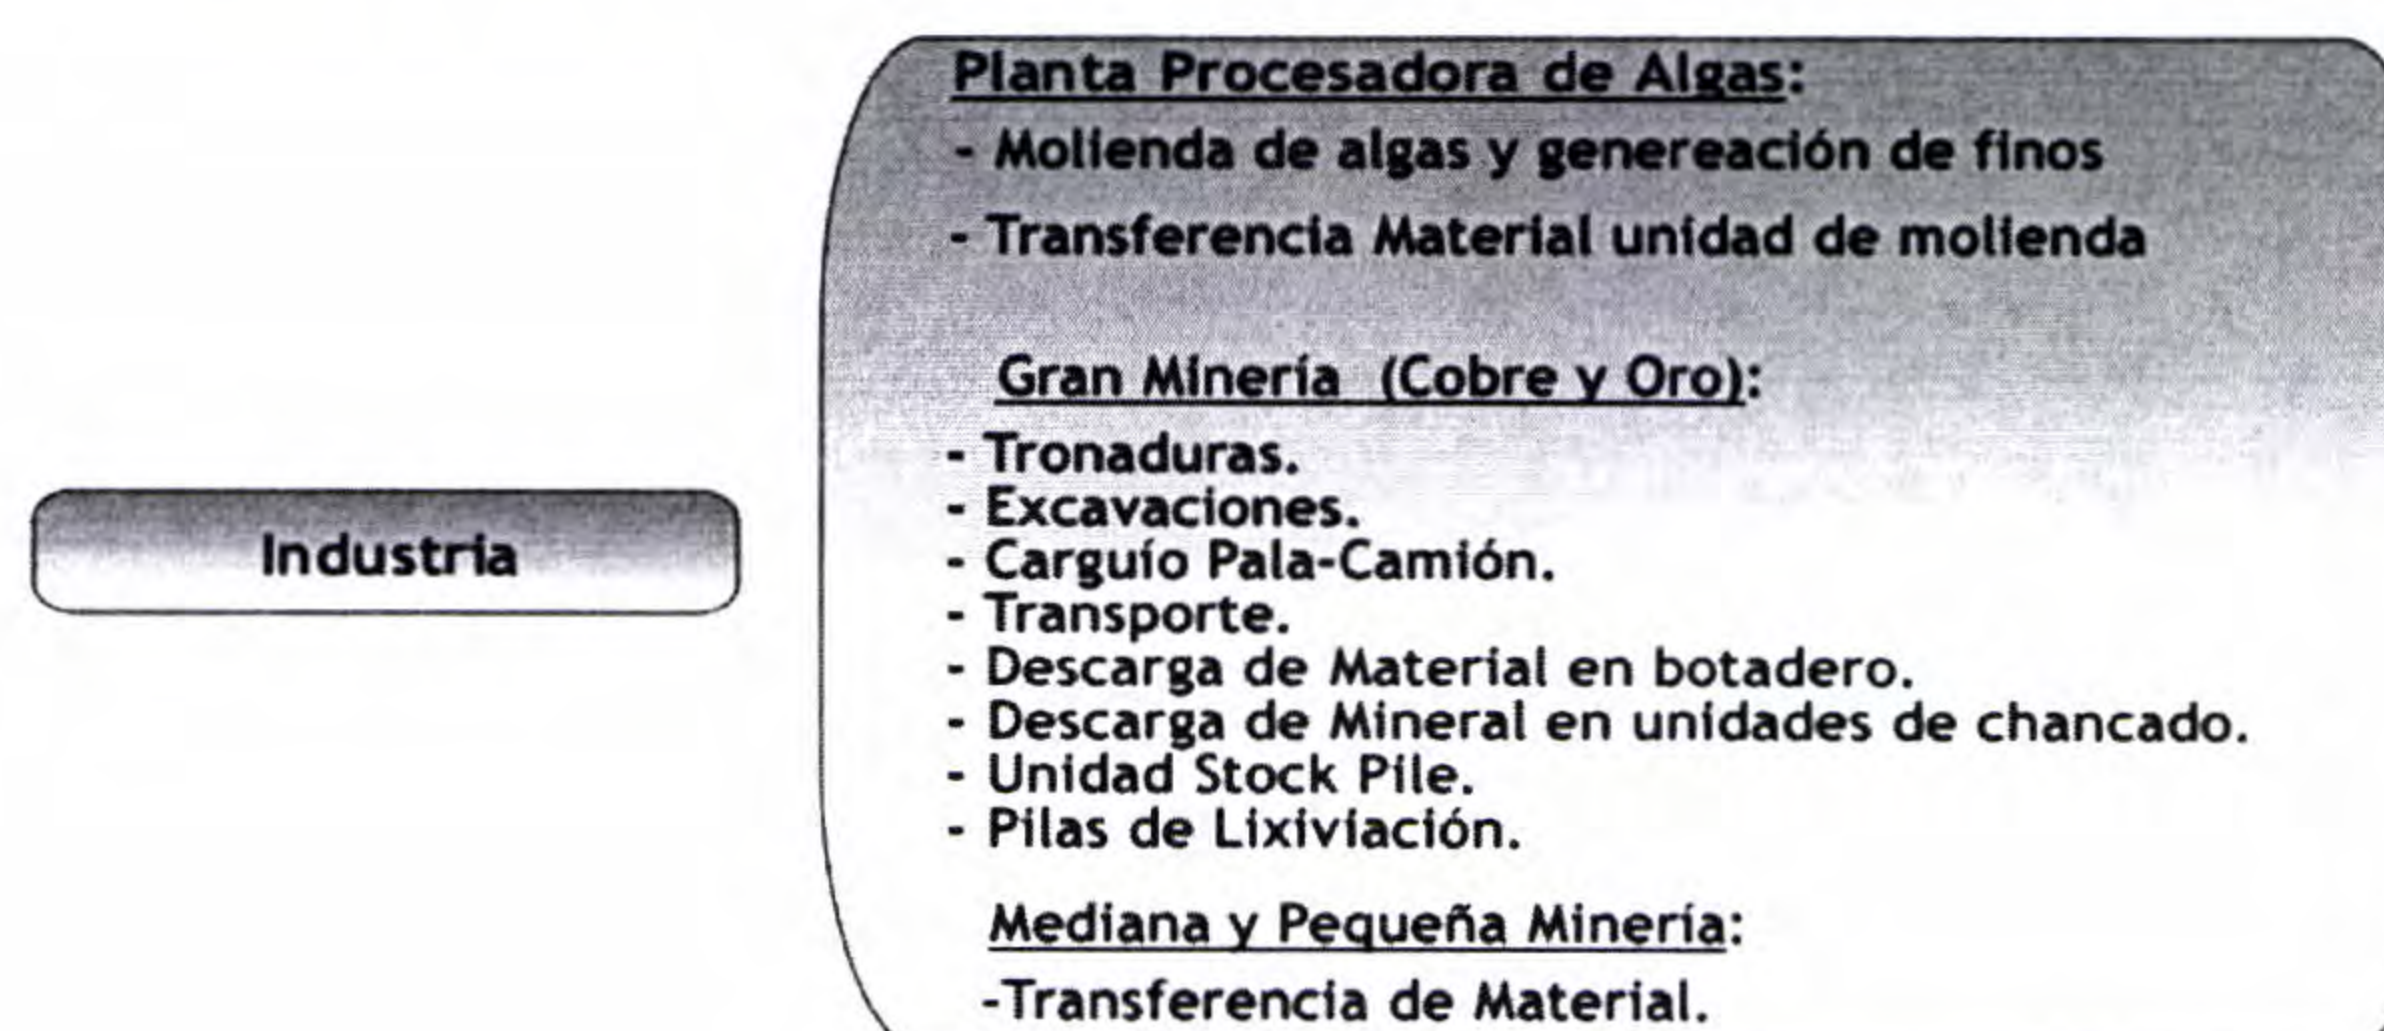 Planta Procesadora de Algas:
- Molienda de algas y genereación de finos
- Transferencia Material unidad de molienda
Gran Minería (Cobre y Oro):
- Tronaduras.
- Excavaciones.
- Carguío Pala-Camión.
- Transporte.
- Descarga de Material en botadero.
- Descarga de Mineral en unidades de chancado.
- Unidad Stock Pile.
- Pilas de Lixiviación.
Mediana y Pequeña Minería:
-Transferencia de Material.
Industria